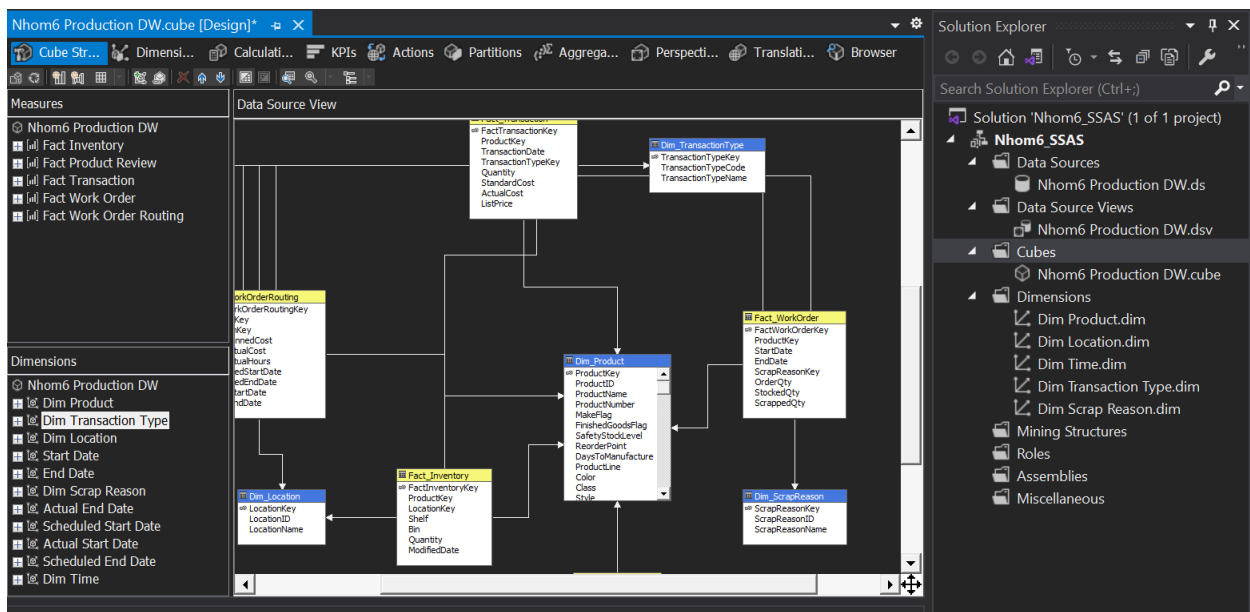 Nhom6 Production DW.cube [Design]*
Cube Str...
Dimensi...
Calculati...
KPIs
Actions
Partitions
Aggrega...
Perspecti...
Translati...
Browser
Measures
Nhom6 Production DW
Fact Inventory
Fact Product Review
Fact Transaction
Fact Work Order
Fact Work Order Routing
Dimensions
Nhom6 Production DW
Dim Product
Dim Transaction Type
Dim Location
Start Date
End Date
Dim Scrap Reason
Actual End Date
Scheduled Start Date
Actual Start Date
Scheduled End Date
Dim Time
Data Source View
Fact_Transaction
FactTransactionKey
ProductKey
TransactionDate
TransactionTypeKey
Quantity
StandardCost
ActualCost
ListPrice
Dim_TransactionType
TransactionTypeKey
TransactionTypeCode
TransactionTypeName
orkOrderRouting
rkOrderRoutingKey
Key
nKey
nnedCost
tualCost
tualHours
edStartDate
edEndDate
tartDate
ndDate
Dim_Product
ProductKey
ProductID
ProductName
ProductNumber
MakeFlag
FinishedGoodsFlag
SafetyStockLevel
ReorderPoint
DaysToManufacture
ProductLine
Color
Class
Style
Fact_WorkOrder
FactWorkOrderKey
ProductKey
StartDate
EndDate
ScrapReasonKey
OrderQty
StockedQty
ScrappedQty
Dim_Location
LocationKey
LocationID
LocationName
Fact_Inventory
FactInventoryKey
ProductKey
LocationKey
Shelf
Bin
Quantity
ModifiedDate
Dim_ScrapReason
ScrapReasonKey
ScrapReasonID
ScrapReasonName
Solution Explorer
Search Solution Explorer (Ctrl+;)
Solution 'Nhom6_SSAS' (1 of 1 project)
Nhom6_SSAS
Data Sources
Nhom6 Production DW.ds
Data Source Views
Nhom6 Production DW.dsv
Cubes
Nhom6 Production DW.cube
Dimensions
Dim Product.dim
Dim Location.dim
Dim Time.dim
Dim Transaction Type.dim
Dim Scrap Reason.dim
Mining Structures
Roles
Assemblies
Miscellaneous